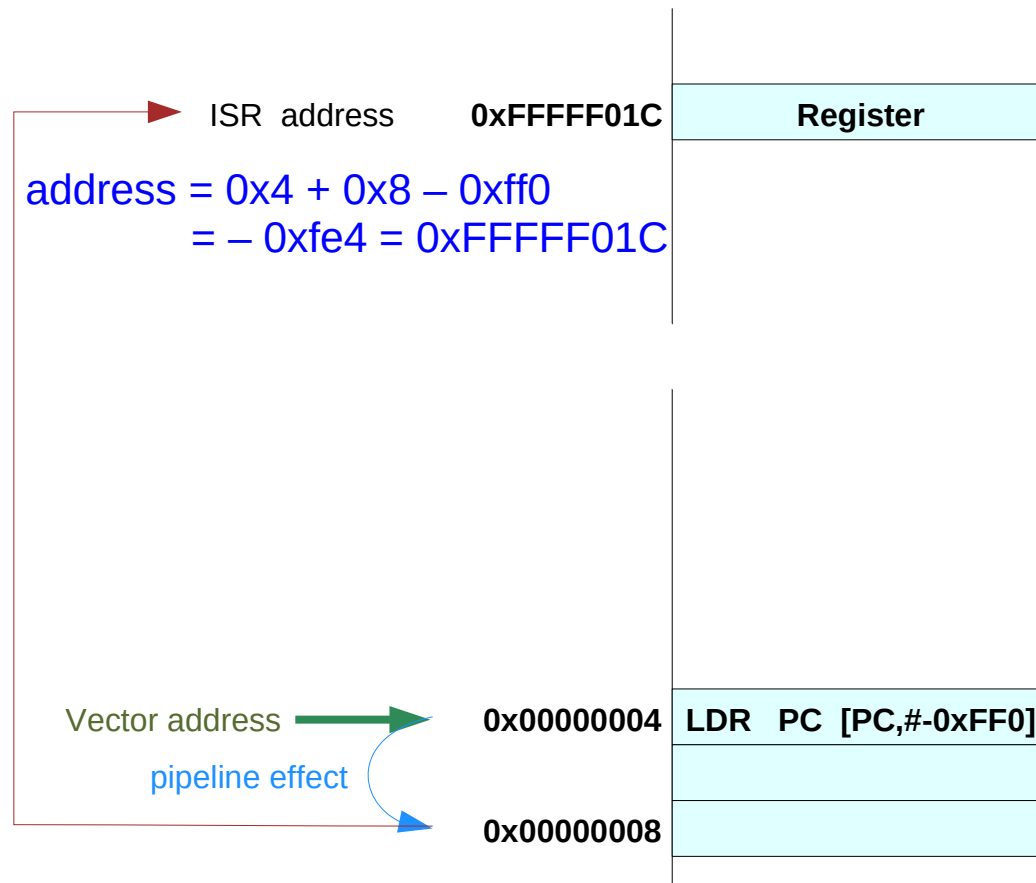 ISR address 0xFFFFF01C Register
address = 0x4 + 0x8 – 0xff0
= – 0xfe4 = 0xFFFFF01C
Vector address 0x00000004 LDR PC [PC,#-0xFF0]
pipeline effect
0x00000008